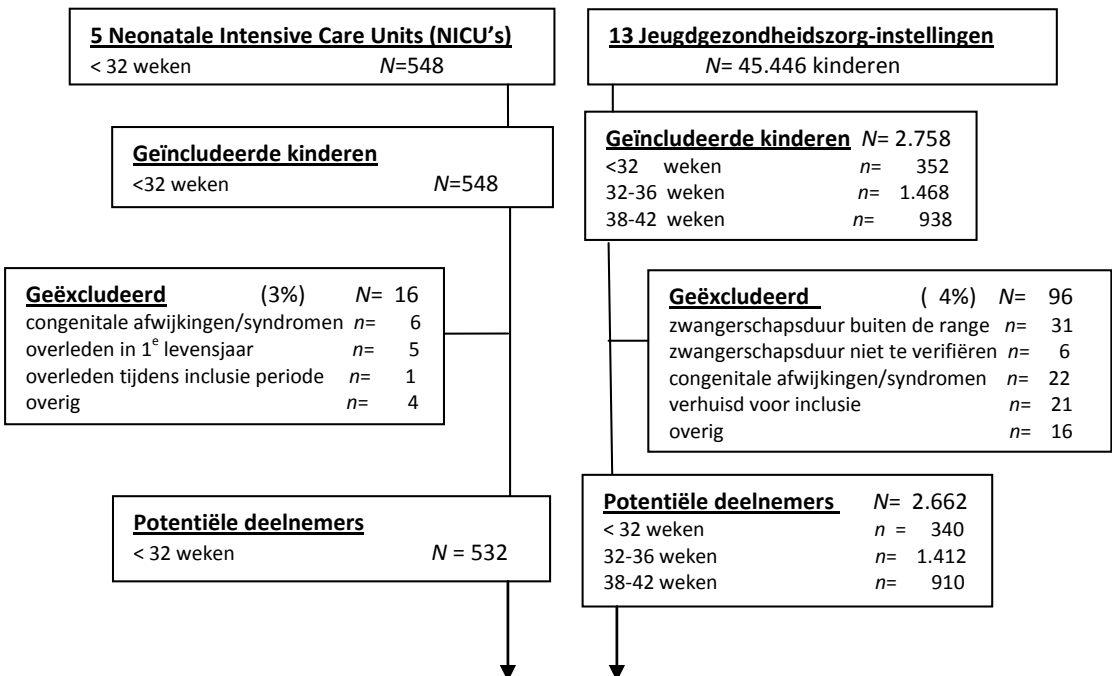 5 Neonatale Intensive Care Units (NICU's)
< 32 weken N=548
13 Jeugdgezondheidszorg-instellingen
N= 45.446 kinderen
Geïncludeerde kinderen
<32 weken N=548
Geïncludeerde kinderen N= 2.758
<32 weken n= 352
32-36 weken n= 1.468
38-42 weken n= 938
Geëxcludeerd (3%) N= 16
congenitale afwijkingen/syndromen n= 6
overleden in 1e levensjaar n= 5
overleden tijdens inclusie periode n= 1
overig n= 4
Geëxcludeerd ( 4%) N= 96
zwangerschapsduur buiten de range n= 31
zwangerschapsduur niet te verifiëren n= 6
congenitale afwijkingen/syndromen n= 22
verhuisd voor inclusie n= 21
overig n= 16
Potentiële deelnemers
< 32 weken N = 532
Potentiële deelnemers N= 2.662
< 32 weken n = 340
32-36 weken n= 1.412
38-42 weken n= 910